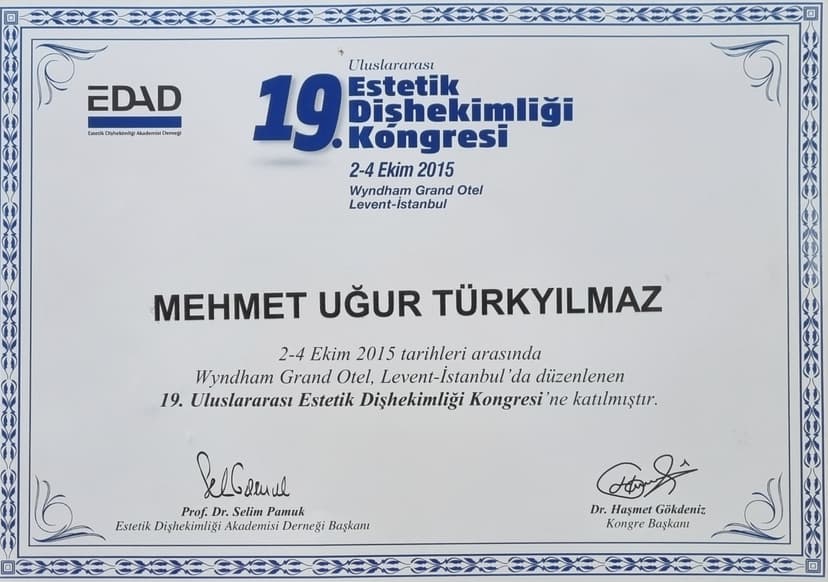 EDAD
Estetik Dişhekimliği Akademisi Derneği
Uluslararası
19. Estetik
Dişhekimliği
Kongresi
2-4 Ekim 2015
Wyndham Grand Otel
Levent-İstanbul
MEHMET UĞUR TÜRKYILMAZ
2-4 Ekim 2015 tarihleri arasında
Wyndham Grand Otel, Levent-İstanbul'da düzenlenen
19. Uluslararası Estetik Dişhekimliği Kongresi'ne katılmıştır.
Prof. Dr. Selim Pamuk
Estetik Dişhekimliği Akademisi Derneği Başkanı
Dr. Haşmet Gökdeniz
Kongre Başkanı